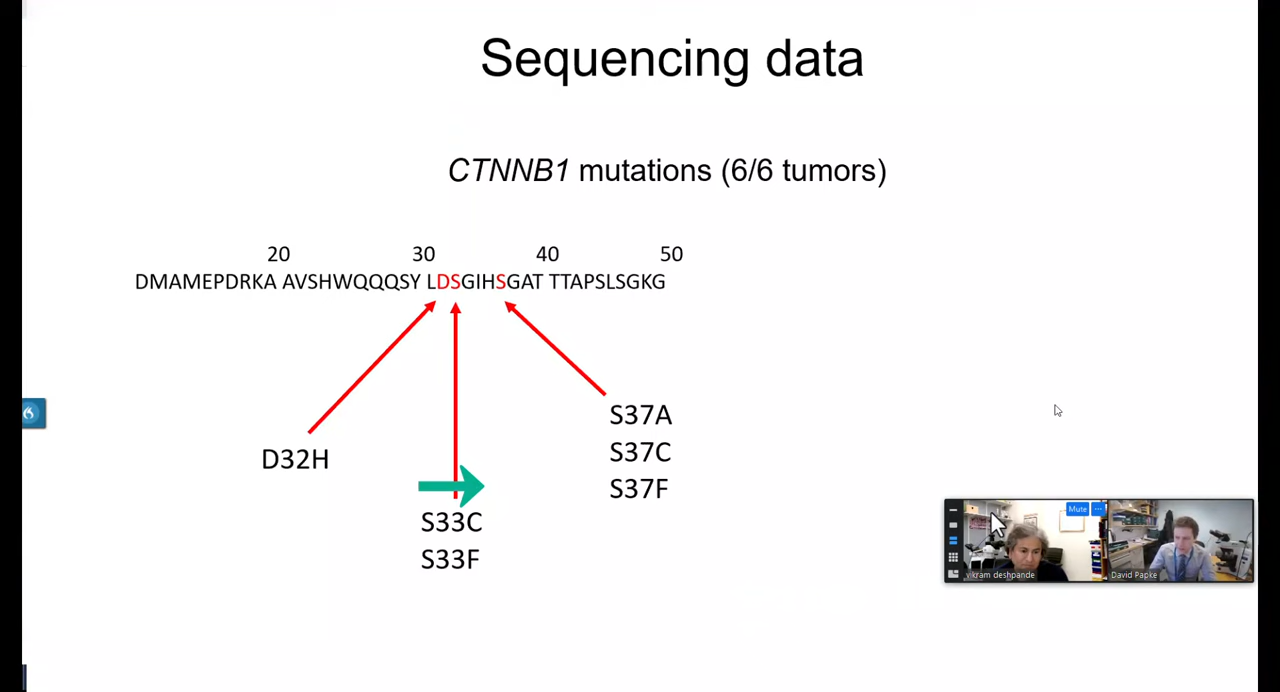 Sequencing data
CTNNB1 mutations (6/6 tumors)
20 30 40 50
DMAMEPDRKA AVSHWQQQSY LDSGIHSGAT TTAPSLSGKG
D32H
S33C
S33F
S37A
S37C
S37F
Mute
vikram deshpande
David Papke